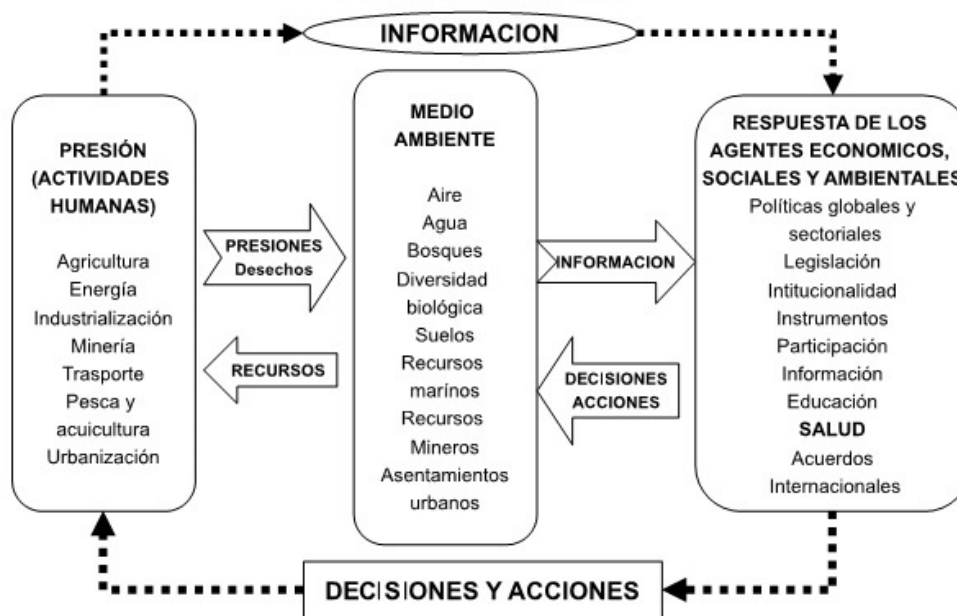 INFORMACION
PRESIÓN
(ACTIVIDADES
HUMANAS)
Agricultura
Energía
Industrialización
Minería
Trasporte
Pesca y
acuicultura
Urbanización
PRESIONES
Desechos
RECURSOS
MEDIO
AMBIENTE
Aire
Agua
Bosques
Diversidad
biológica
Suelos
Recursos
marínos
Recursos
Mineros
Asentamientos
urbanos
INFORMACION
DECISIONES
ACCIONES
RESPUESTA DE LOS
AGENTES ECONOMICOS,
SOCIALES Y AMBIENTALES
Políticas globales y
sectoriales
Legislación
Intitucionalidad
Instrumentos
Participación
Información
Educación
SALUD
Acuerdos
Internacionales
DECISIONES Y ACCIONES